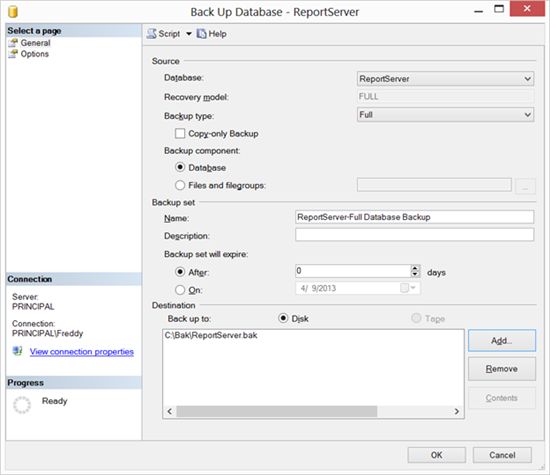 Back Up Database - ReportServer
Select a page
General
Options
Script Help
Source
Database: ReportServer
Recovery model: FULL
Backup type: Full
Copy-only Backup
Backup component:
Database
Files and filegroups: ...
Backup set
Name: ReportServer-Full Database Backup
Description:
Backup set will expire:
After: 0 days
On: 4/ 9/2013
Destination
Back up to: Disk Tape
C:\Bak\ReportServer.bak
Add...
Remove
Contents
Connection
Server:
PRINCIPAL
Connection:
PRINCIPAL\Freddy
View connection properties
Progress
Ready
OK Cancel